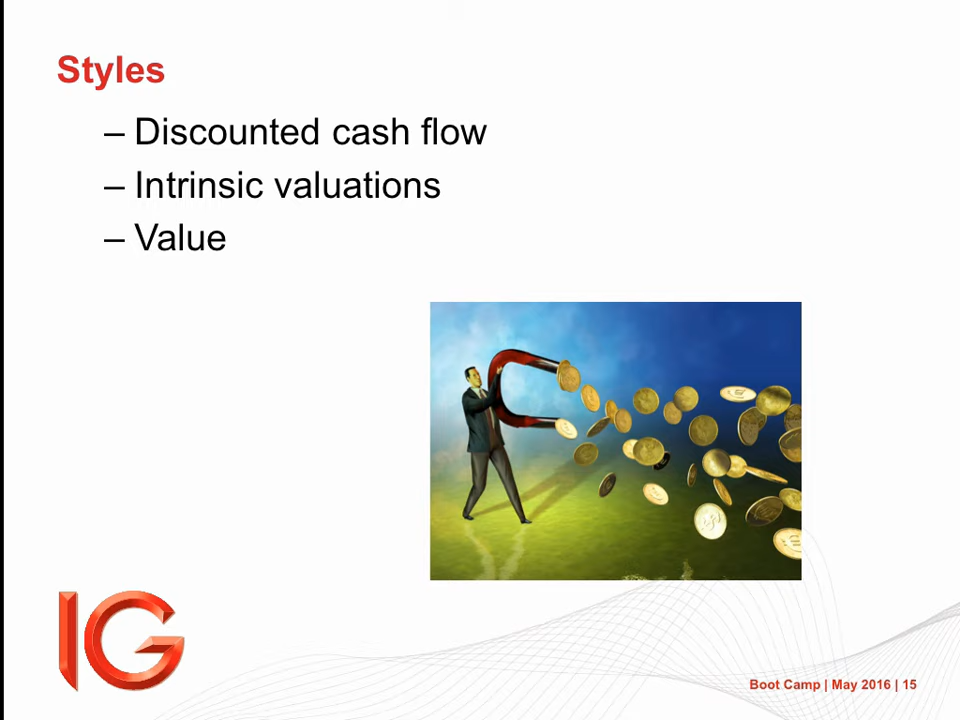 Styles
– Discounted cash flow
– Intrinsic valuations
– Value
IG
Boot Camp | May 2016 | 15